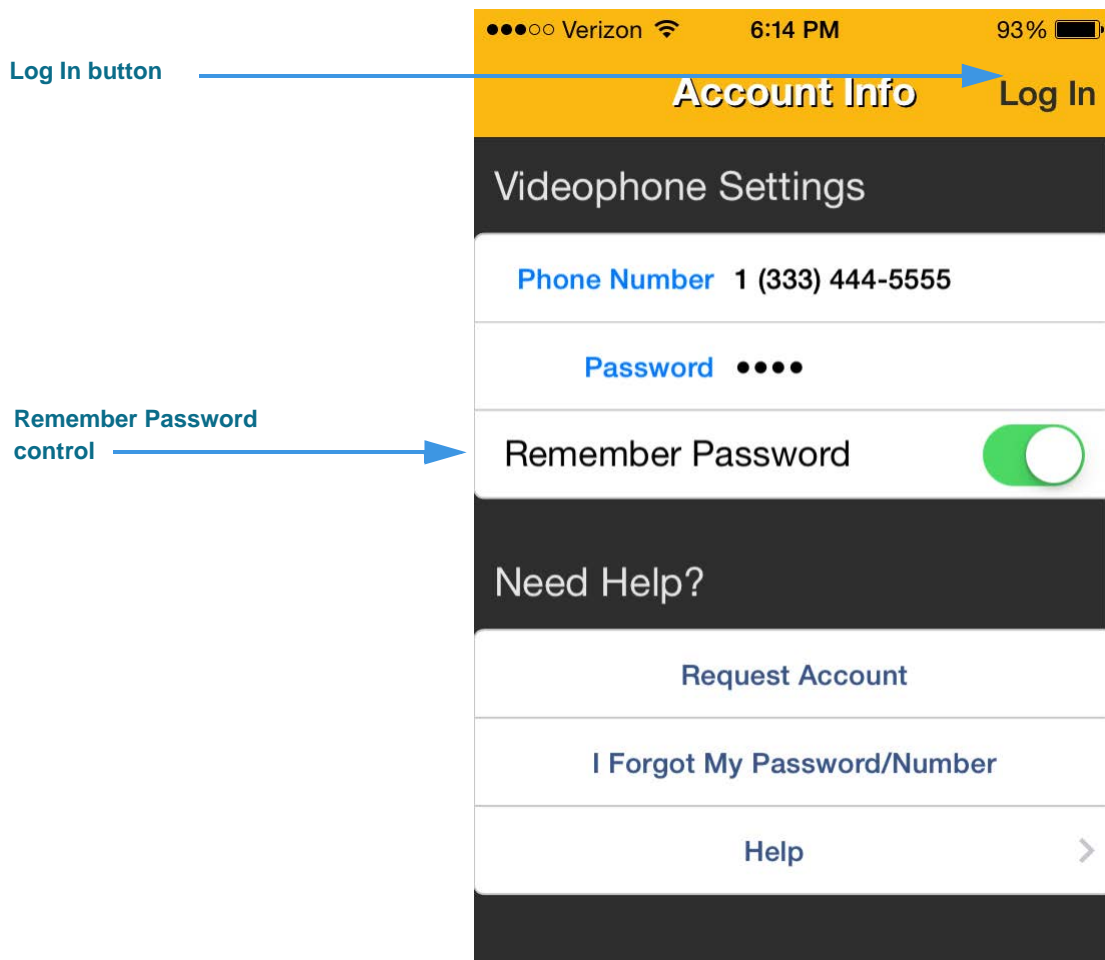 ●●●○○ Verizon 6:14 PM 93%
Log In button
Account Info Log In
Videophone Settings
Phone Number 1 (333) 444-5555
Password ●●●●
Remember Password
control
Remember Password
Need Help?
Request Account
I Forgot My Password/Number
Help